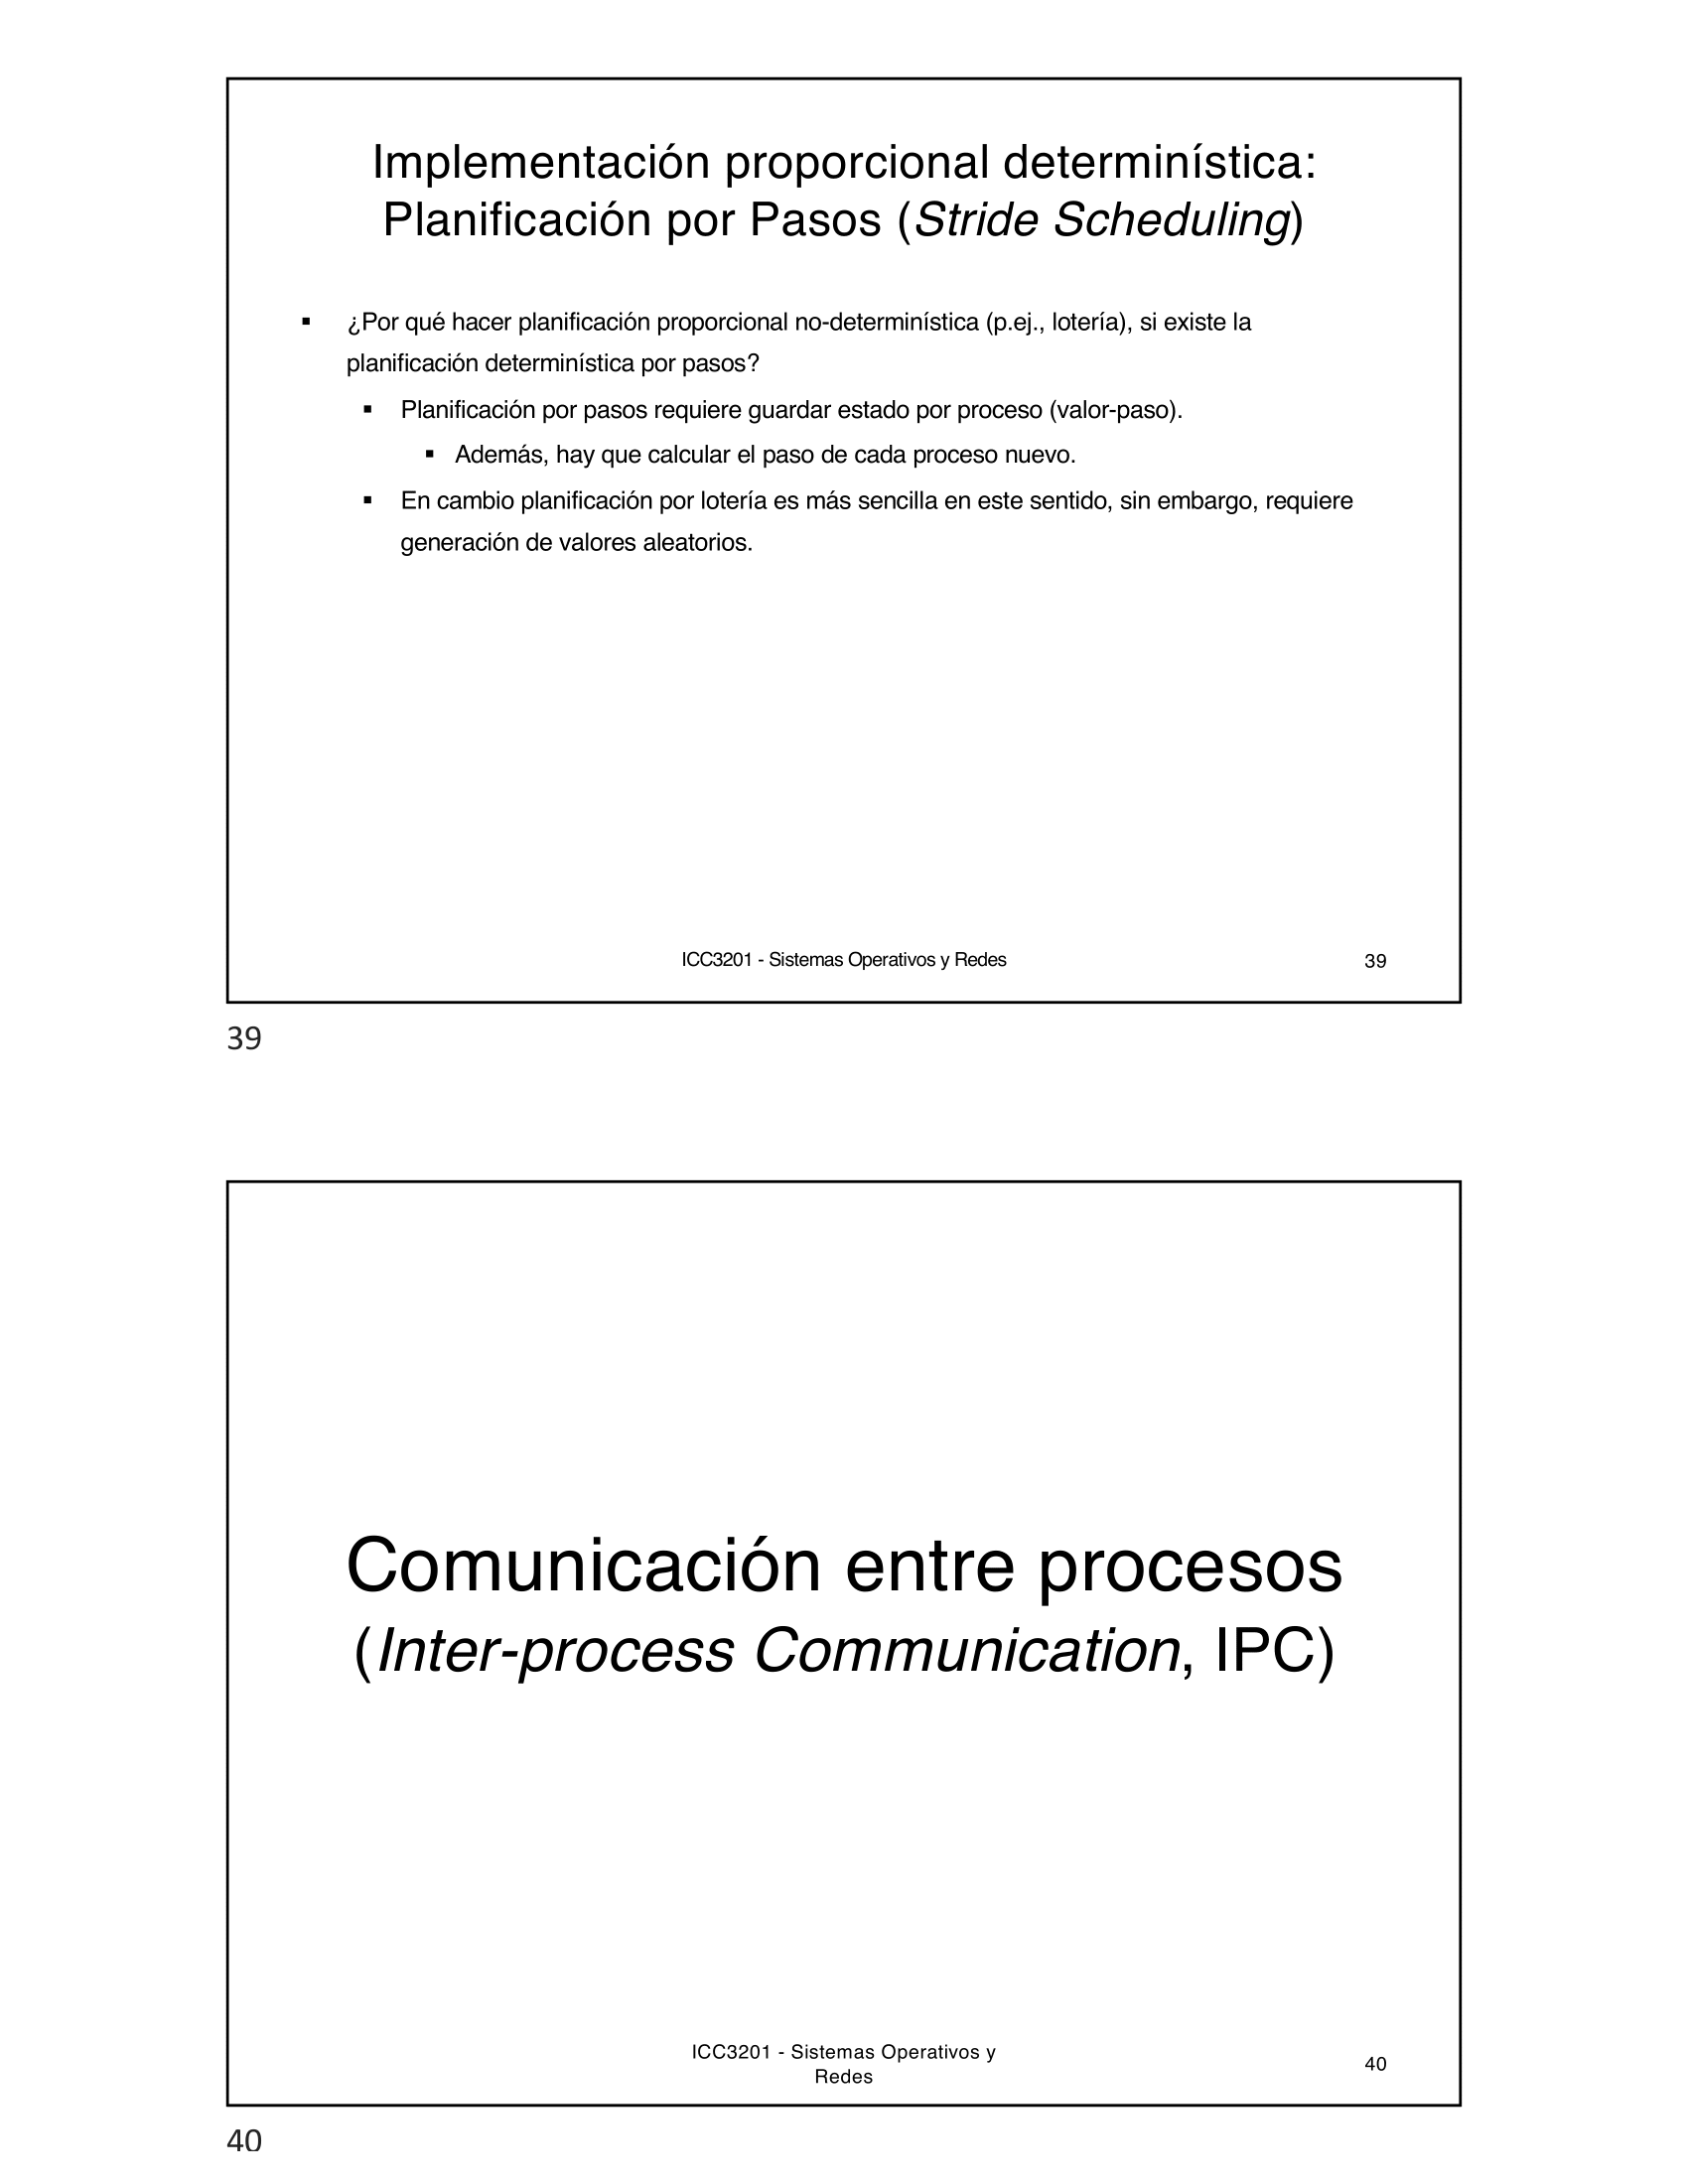 Implementación proporcional determinística:
Planificación por Pasos (Stride Scheduling)
▪ ¿Por qué hacer planificación proporcional no-determinística (p.ej., lotería), si existe la
planificación determinística por pasos?
▪ Planificación por pasos requiere guardar estado por proceso (valor-paso).
▪ Además, hay que calcular el paso de cada proceso nuevo.
▪ En cambio planificación por lotería es más sencilla en este sentido, sin embargo, requiere
generación de valores aleatorios.
ICC3201 - Sistemas Operativos y Redes
39
39
Comunicación entre procesos
(Inter-process Communication, IPC)
ICC3201 - Sistemas Operativos y
Redes
40
40